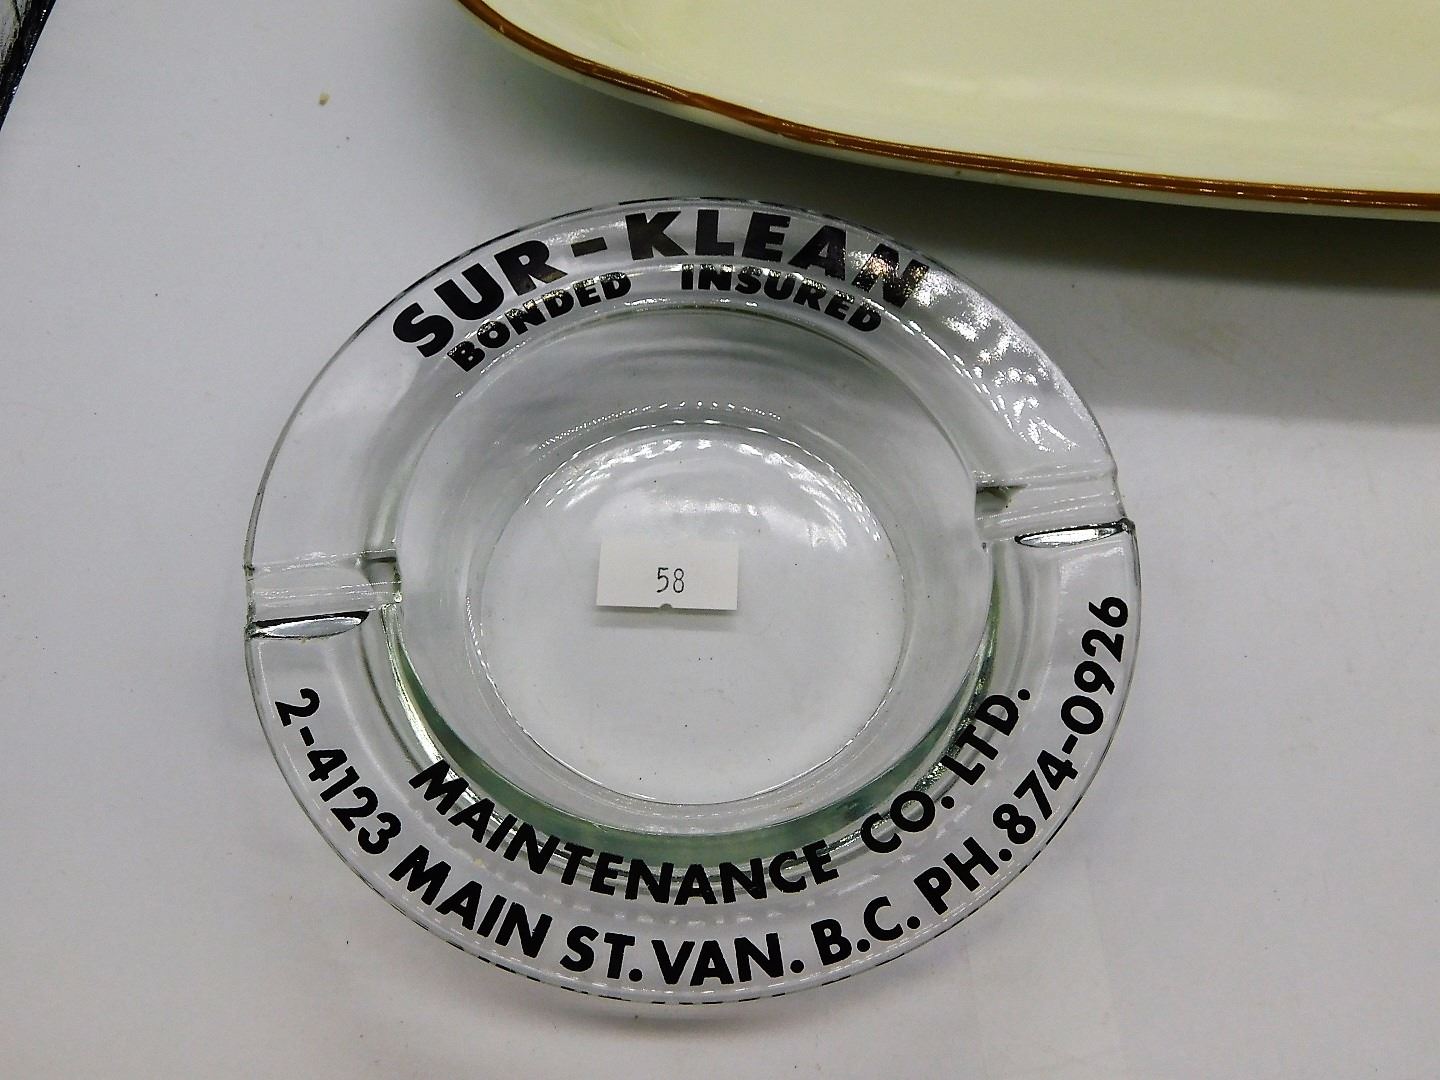 SUR-KLEAN
BONDED INSURED
58
MAINTENANCE CO. LTD.
2-4123 MAIN ST. VAN. B.C. PH. 874-0926